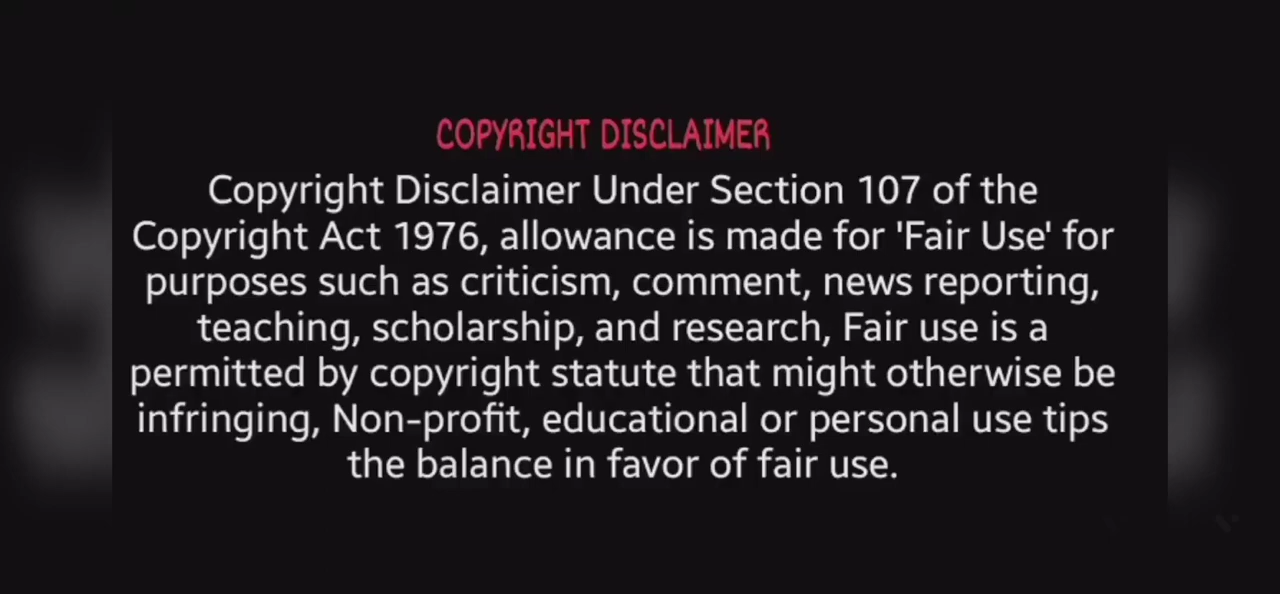 COPYRIGHT DISCLAIMER
Copyright Disclaimer Under Section 107 of the
Copyright Act 1976, allowance is made for 'Fair Use' for
purposes such as criticism, comment, news reporting,
teaching, scholarship, and research, Fair use is a
permitted by copyright statute that might otherwise be
infringing, Non-profit, educational or personal use tips
the balance in favor of fair use.